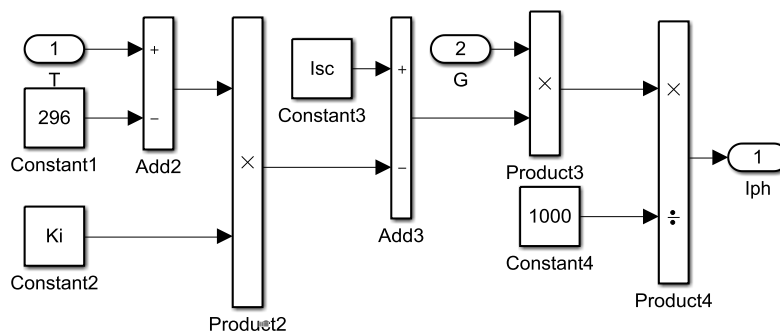 1
T
+
−
296
Constant1
Add2
Ki
Constant2
×
Product2
Isc
Constant3
+
−
Add3
2
G
×
Product3
1000
Constant4
×
÷
Product4
1
Iph